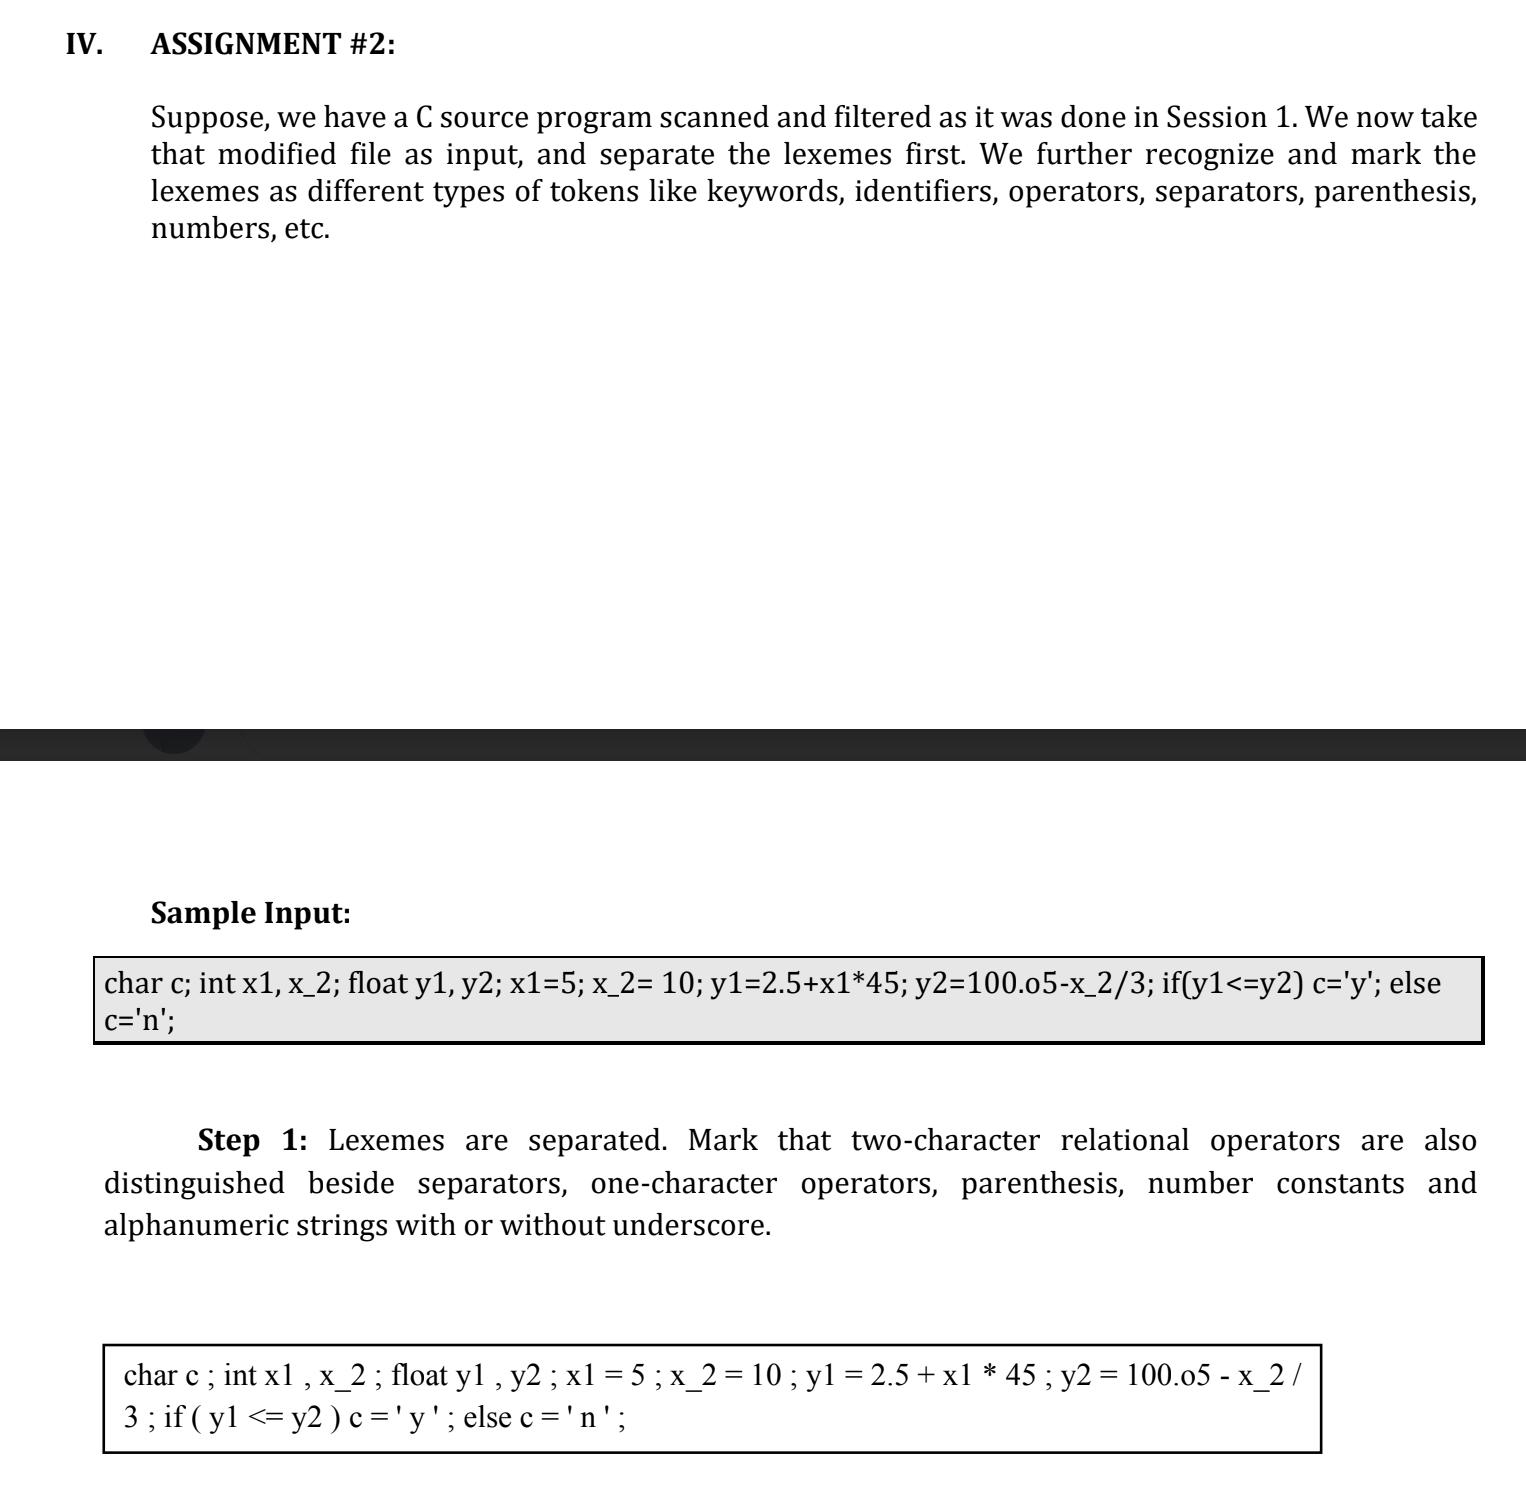 IV. ASSIGNMENT #2:
Suppose, we have a C source program scanned and filtered as it was done in Session 1. We now take
that modified file as input, and separate the lexemes first. We further recognize and mark the
lexemes as different types of tokens like keywords, identifiers, operators, separators, parenthesis,
numbers, etc.
Sample Input:
char c; int x1, x_2; float y1, y2; x1=5; x_2= 10; y1=2.5+x1*45; y2=100.o5-x_2/3; if(y1<=y2) c='y'; else
c='n';
Step 1: Lexemes are separated. Mark that two-character relational operators are also
distinguished beside separators, one-character operators, parenthesis, number constants and
alphanumeric strings with or without underscore.
char c ; int x1 , x_2 ; float y1 , y2 ; x1 = 5 ; x_2 = 10 ; y1 = 2.5 + x1 * 45 ; y2 = 100.o5 - x_2 /
3 ; if ( y1 <= y2 ) c = ' y ' ; else c = ' n ' ;